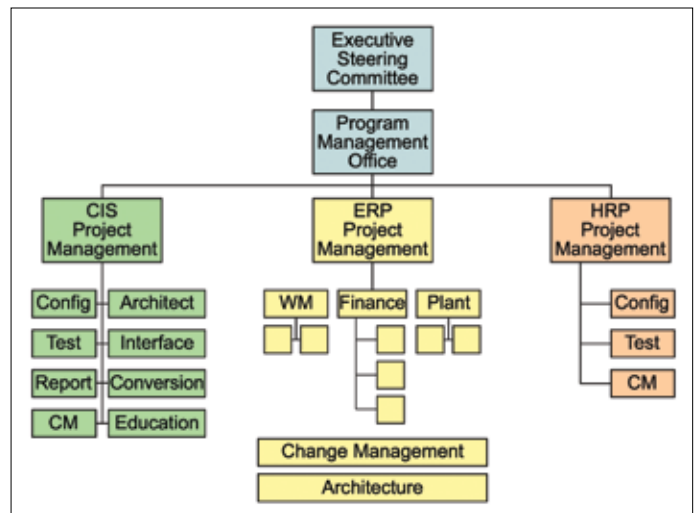 Executive
Steering
Committee
Program
Management
Office
CIS
Project
Management
ERP
Project
Management
HRP
Project
Management
Config
Architect
Test
Interface
Report
Conversion
CM
Education
WM
Finance
Plant
Change Management
Architecture
Config
Test
CM